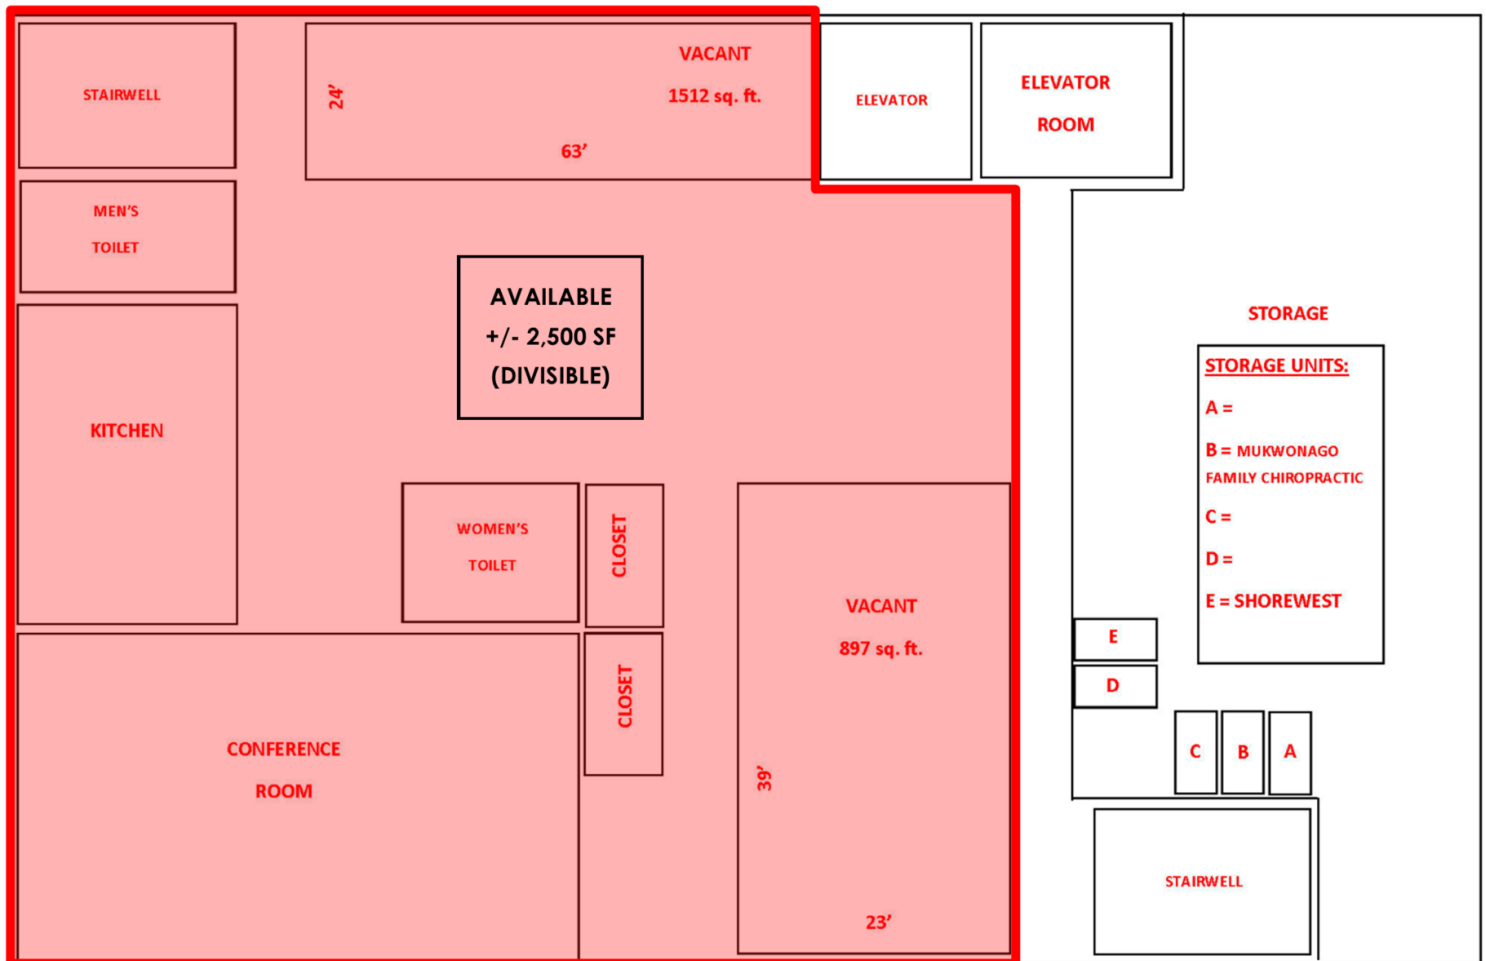 STAIRWELL
24’
VACANT
1512 sq. ft.
63’
ELEVATOR
ELEVATOR
ROOM
MEN’S
TOILET
AVAILABLE
+/- 2,500 SF
(DIVISIBLE)
KITCHEN
STORAGE
STORAGE UNITS:
A =
B = MUKWONAGO
FAMILY CHIROPRACTIC
C =
D =
E = SHOREWEST
WOMEN’S
TOILET
CLOSET
CLOSET
VACANT
897 sq. ft.
39’
23’
CONFERENCE
ROOM
E
D
C
B
A
STAIRWELL